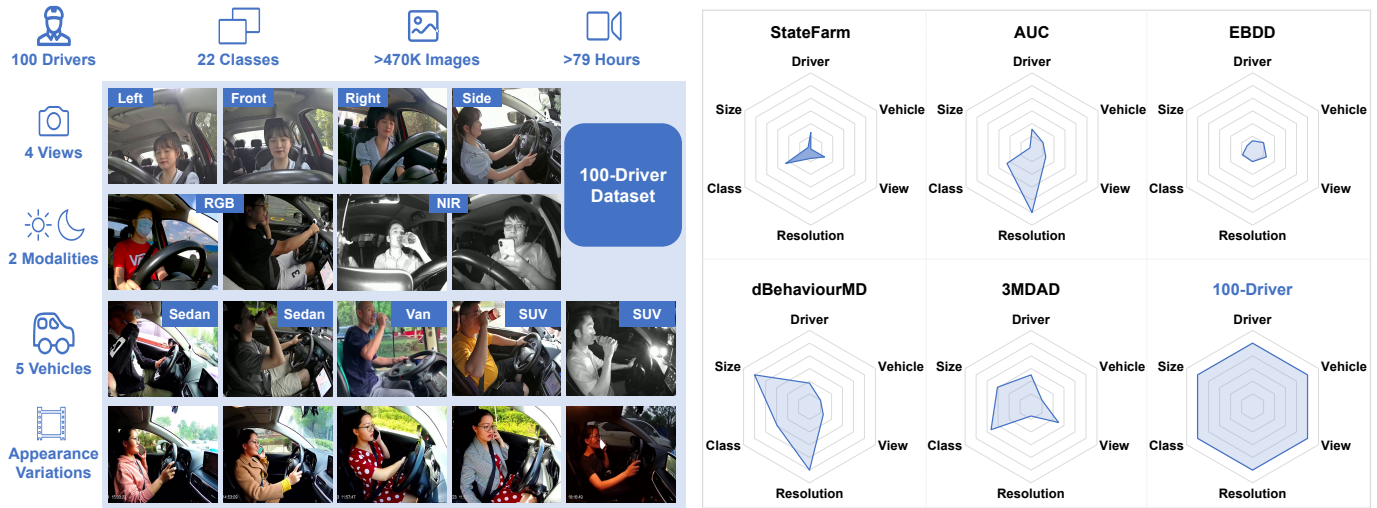 100 Drivers
22 Classes
>470K Images
>79 Hours
4 Views
Left
Front
Right
Side
100-Driver
Dataset
2 Modalities
RGB
NIR
5 Vehicles
Sedan
Sedan
Van
SUV
SUV
Appearance
Variations
StateFarm
Driver
Vehicle
View
Resolution
Class
Size
AUC
Driver
Vehicle
View
Resolution
Class
Size
EBDD
Driver
Vehicle
View
Resolution
Class
Size
dBehaviourMD
Driver
Vehicle
View
Resolution
Class
Size
3MDAD
Driver
Vehicle
View
Resolution
Class
Size
100-Driver
Driver
Vehicle
View
Resolution
Class
Size